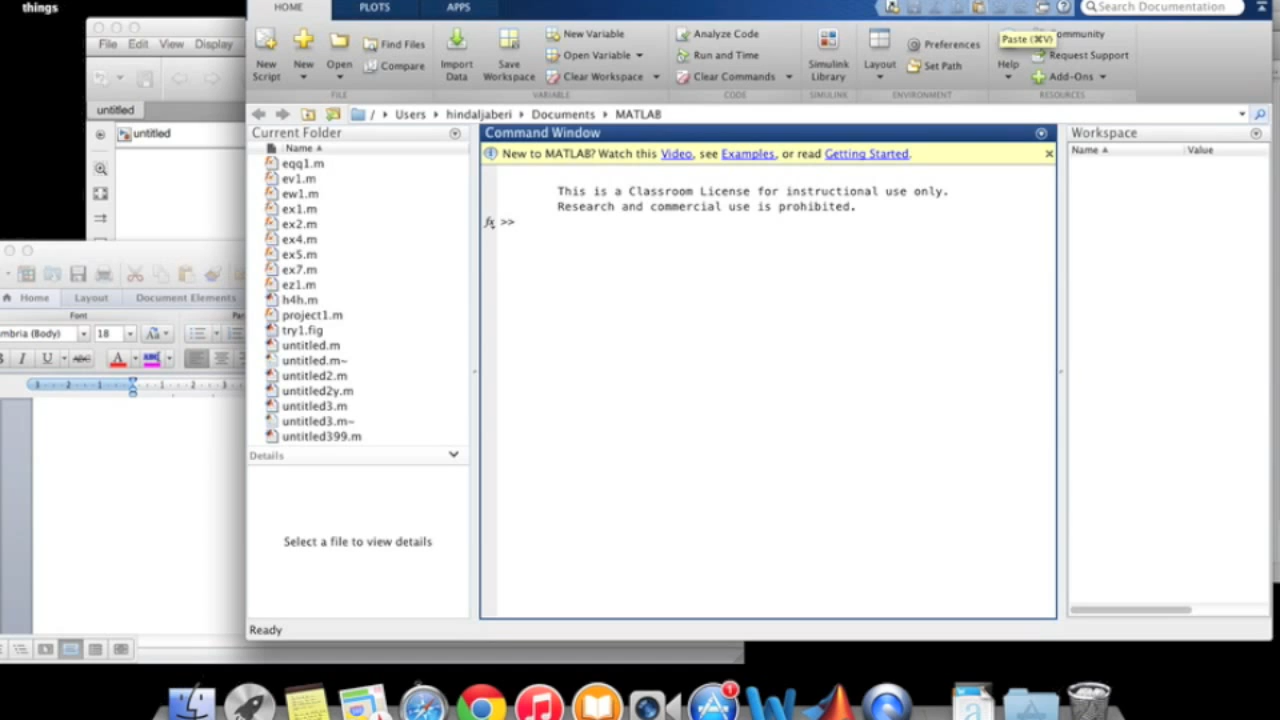 things
HOME PLOTS APPS
Search Documentation
File Edit View Display
New Script
New
Open
Find Files
Compare
FILE
Import Data
Save Workspace
New Variable
Open Variable
Clear Workspace
VARIABLE
Analyze Code
Run and Time
Clear Commands
CODE
Simulink Library
SIMULINK
Layout
Preferences
Set Path
ENVIRONMENT
Paste (⌘V)
Help
Request Support
Add-Ons
RESOURCES
untitled
untitled
/ Users hindaljaberi Documents MATLAB
Current Folder
Name
eqq1.m
ev1.m
ew1.m
ex1.m
ex2.m
ex4.m
ex5.m
ex7.m
ez1.m
h4h.m
project1.m
try1.fig
untitled.m
untitled.m~
untitled2.m
untitled2y.m
untitled3.m
untitled3.m~
untitled399.m
Details
Select a file to view details
Command Window
New to MATLAB? Watch this Video, see Examples, or read Getting Started.
This is a Classroom License for instructional use only.
Research and commercial use is prohibited.
fx >>
Workspace
Name Value
Home Layout Document Elements
Font
(Body) 18
Ready
1